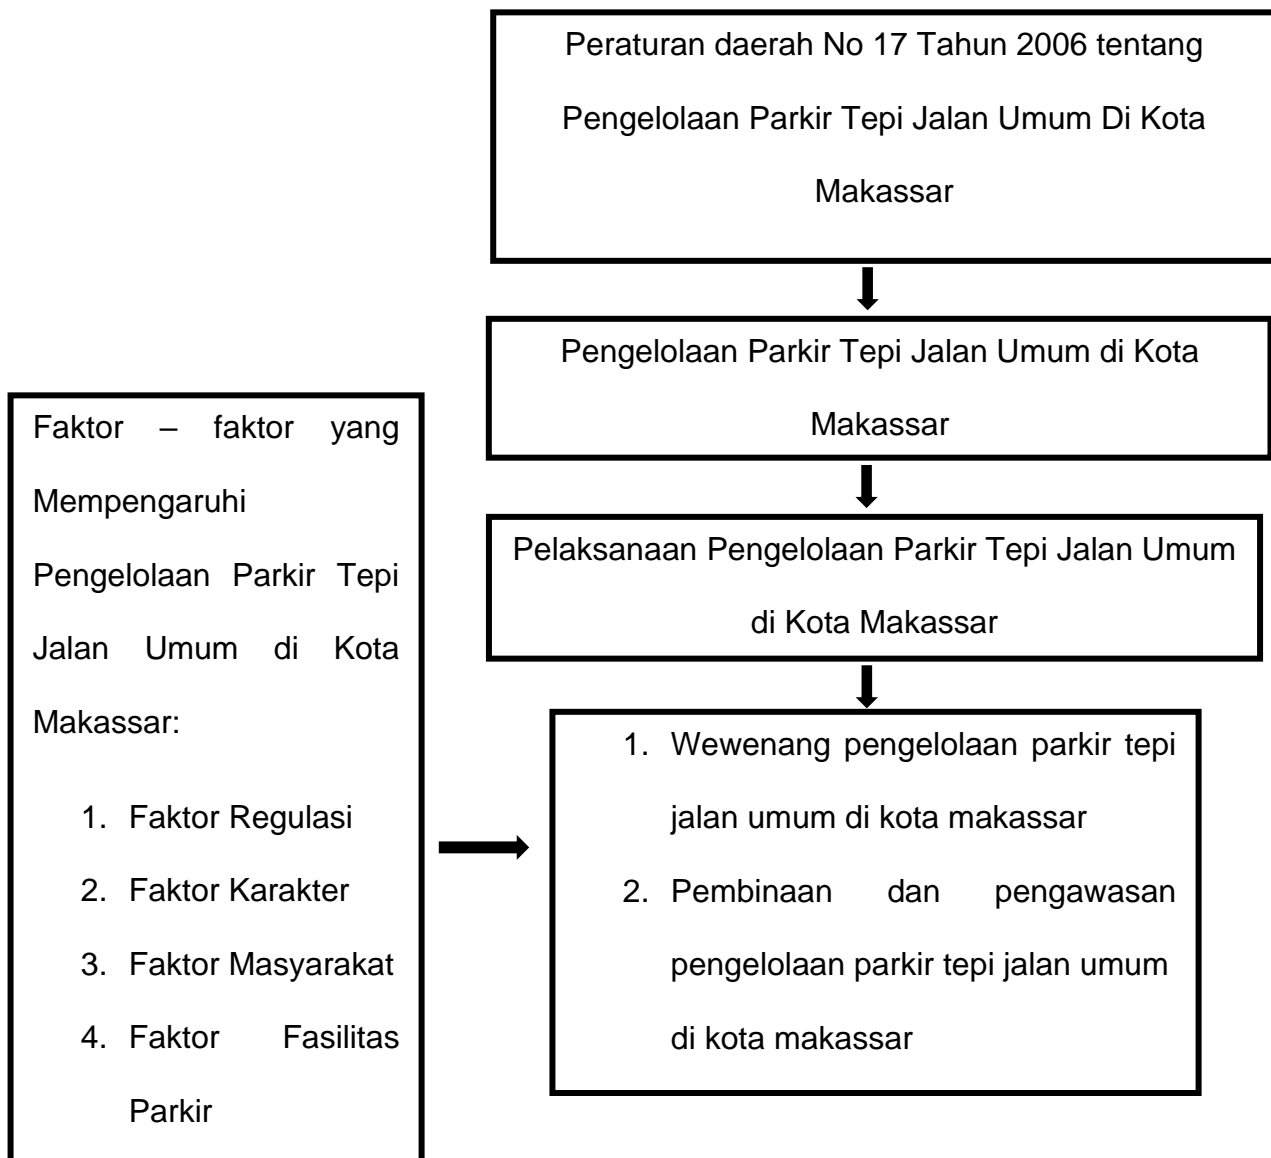 Peraturan daerah No 17 Tahun 2006 tentang
Pengelolaan Parkir Tepi Jalan Umum Di Kota
Makassar
Pengelolaan Parkir Tepi Jalan Umum di Kota
Makassar
Pelaksanaan Pengelolaan Parkir Tepi Jalan Umum
di Kota Makassar
Faktor – faktor yang
Mempengaruhi
Pengelolaan Parkir Tepi
Jalan Umum di Kota
Makassar:
1. Faktor Regulasi
2. Faktor Karakter
3. Faktor Masyarakat
4. Faktor Fasilitas
Parkir
1. Wewenang pengelolaan parkir tepi
jalan umum di kota makassar
2. Pembinaan dan pengawasan
pengelolaan parkir tepi jalan umum
di kota makassar